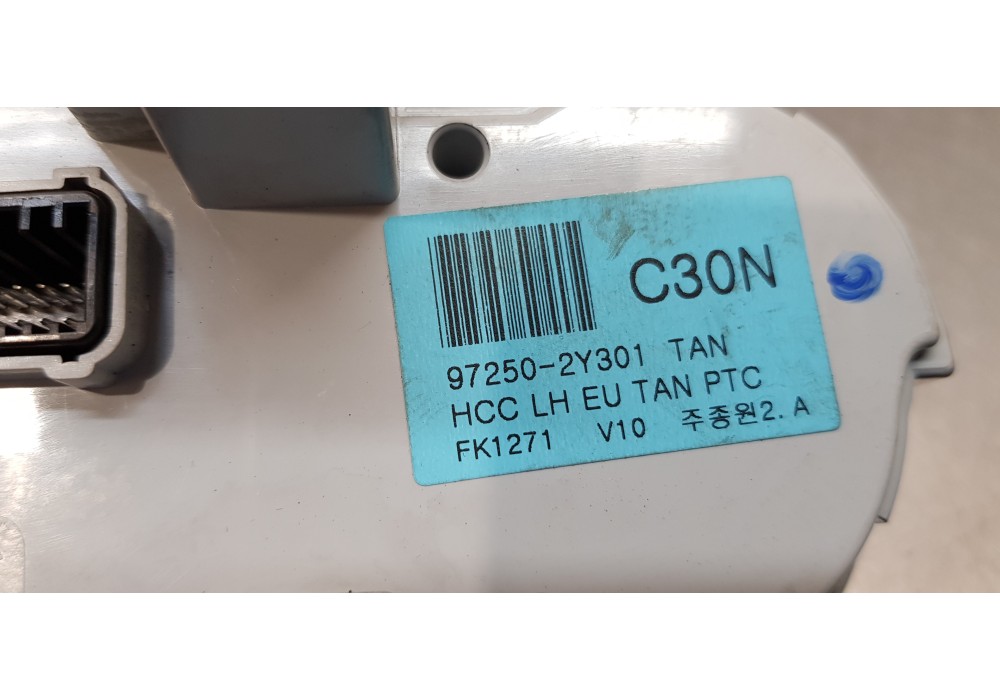 C30N
97250-2Y301 TAN
HCC LH EU TAN PTC
FK1271 V10 주종원2. A